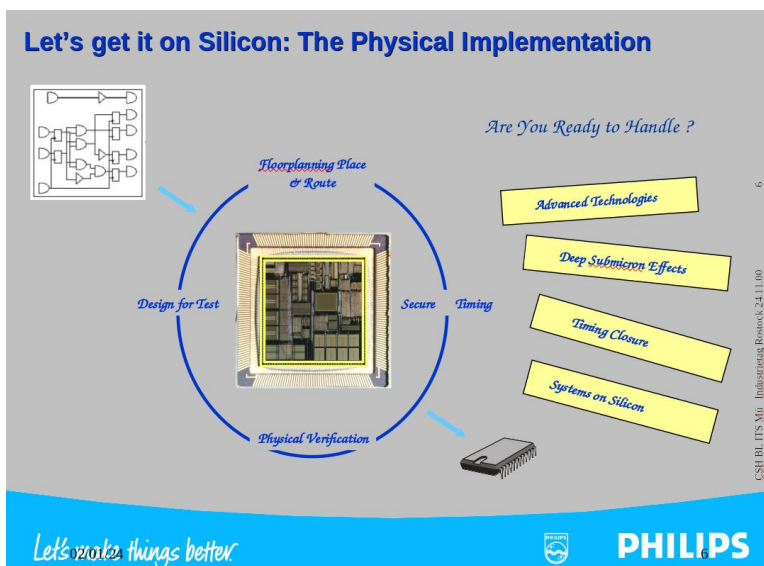 Let's get it on Silicon: The Physical Implementation
Are You Ready to Handle ?
Floorplanning Place
& Route
Advanced Technologies
Deep Submicron Effects
Design for Test
Secure Timing
Timing Closure
Systems on Silicon
Physical Verification
CSH BL ITS Mü Industrietag Rostock 24.11.00
6
Let's make things better.
02/01/24
PHILIPS
PHILIPS
6